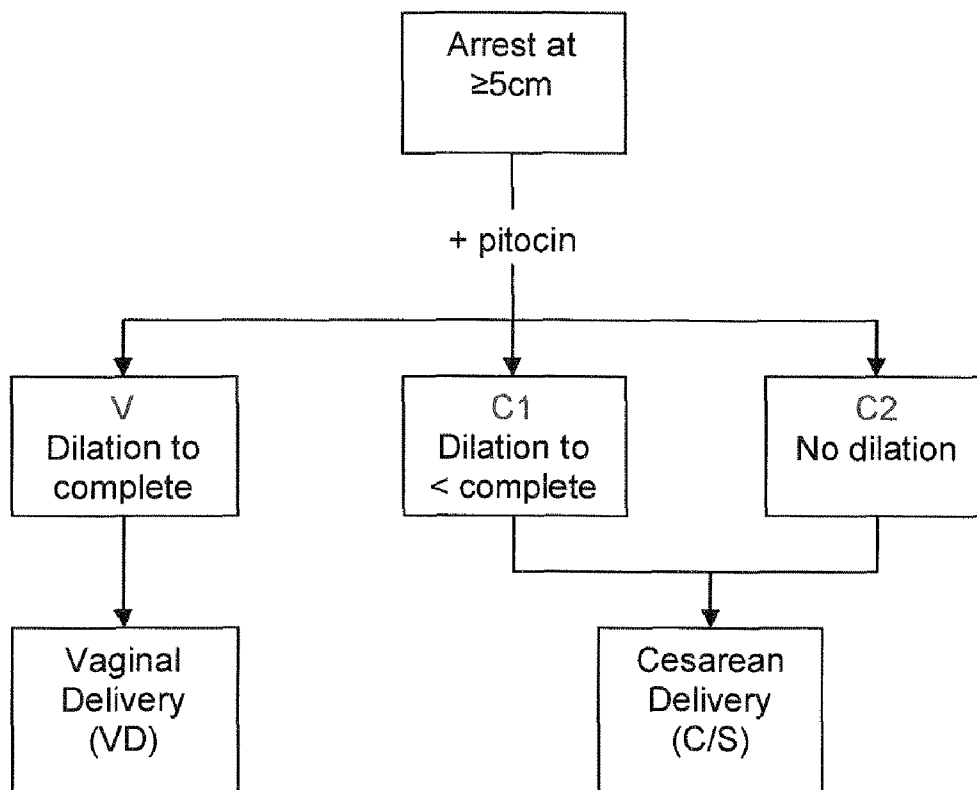 Arrest at
≥5cm
+ pitocin
V
Dilation to
complete
C1
Dilation to
< complete
C2
No dilation
Vaginal
Delivery
(VD)
Cesarean
Delivery
(C/S)